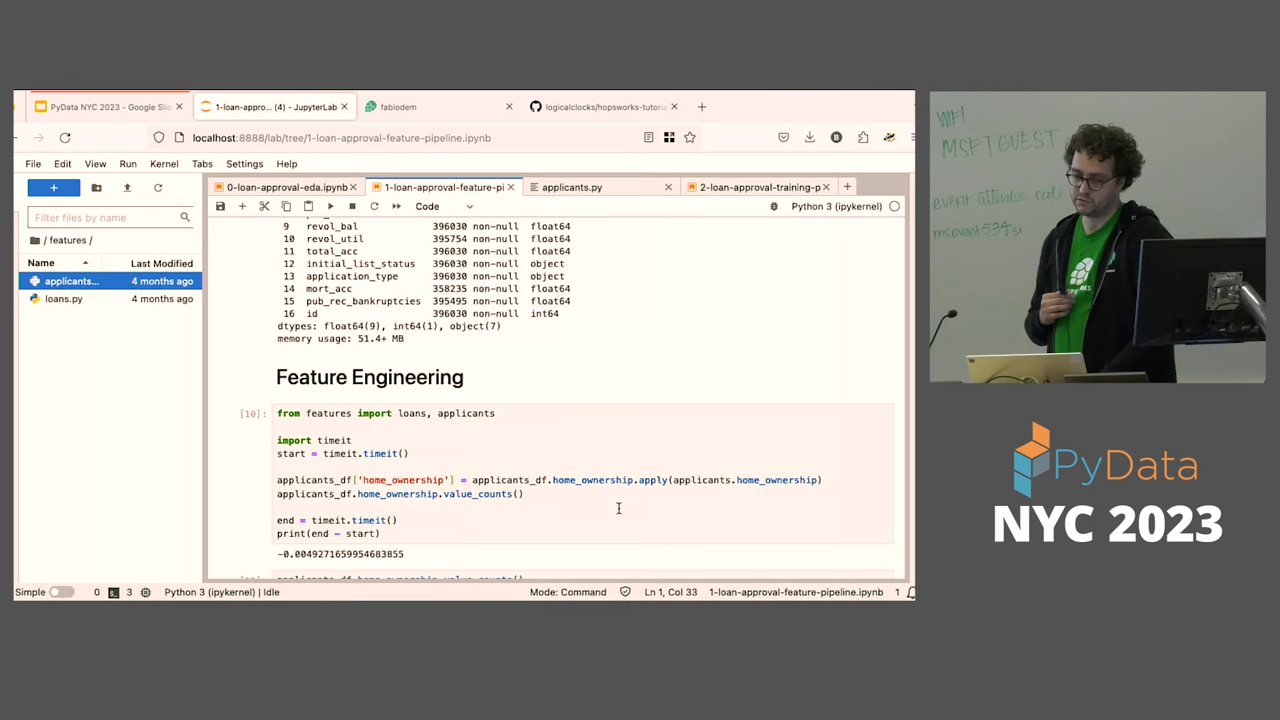 PyData NYC 2023 - Google Slid
1-loan-appro... (4) - JupyterLab
fabiodem
logicalclocks/hopsworks-tutoria
localhost:8888/lab/tree/1-loan-approval-feature-pipeline.ipynb
File Edit View Run Kernel Tabs Settings Help
0-loan-approval-eda.ipynb
1-loan-approval-feature-pi
applicants.py
2-loan-approval-training-p
Code
Python 3 (ipykernel)
Filter files by name
/ features /
Name Last Modified
applicants... 4 months ago
loans.py 4 months ago
9 revol_bal 396030 non-null float64
10 revol_util 395754 non-null float64
11 total_acc 396030 non-null float64
12 initial_list_status 396030 non-null object
13 application_type 396030 non-null object
14 mort_acc 358235 non-null float64
15 pub_rec_bankruptcies 395495 non-null float64
16 id 396030 non-null int64
dtypes: float64(9), int64(1), object(7)
memory usage: 51.4+ MB
Feature Engineering
[10]: from features import loans, applicants
import timeit
start = timeit.timeit()
applicants_df['home_ownership'] = applicants_df.home_ownership.apply(applicants.home_ownership)
applicants_df.home_ownership.value_counts()
end = timeit.timeit()
print(end - start)
-0.0049271659954683855
applicants_df.home_ownership.value_counts()
Simple 0 3 Python 3 (ipykernel) | Idle
Mode: Command Ln 1, Col 33 1-loan-approval-feature-pipeline.ipynb 1
MSFTGUEST
event attendee code
msevent534si
PyData
NYC 2023